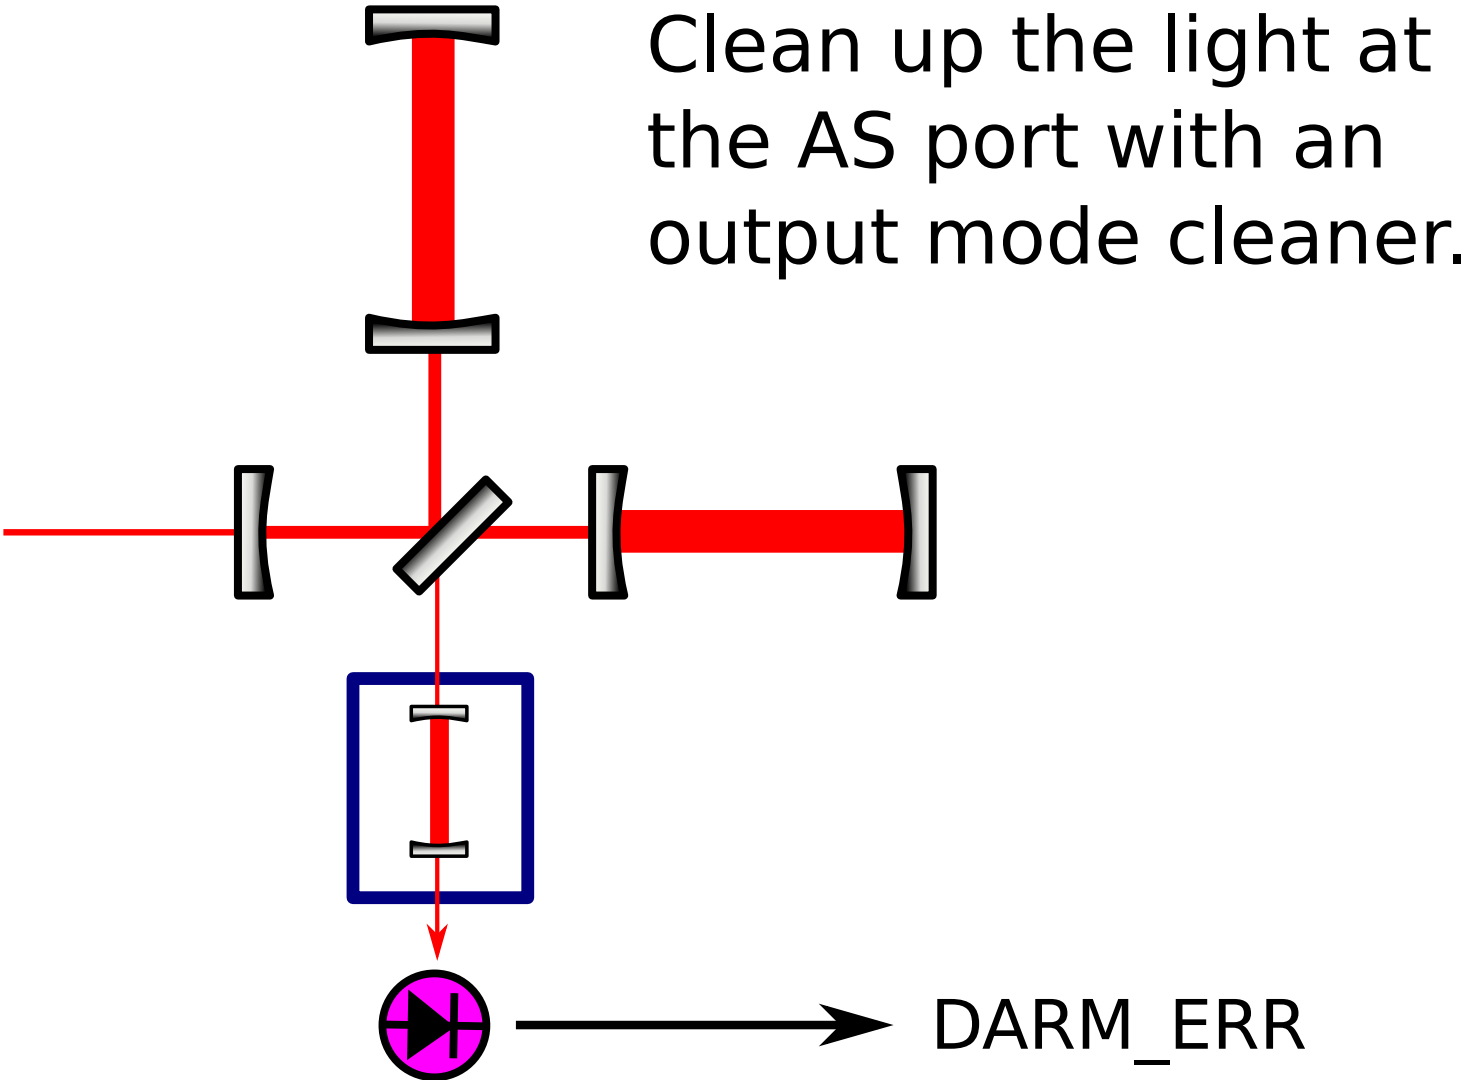 Clean up the light at
the AS port with an
output mode cleaner.
DARM_ERR